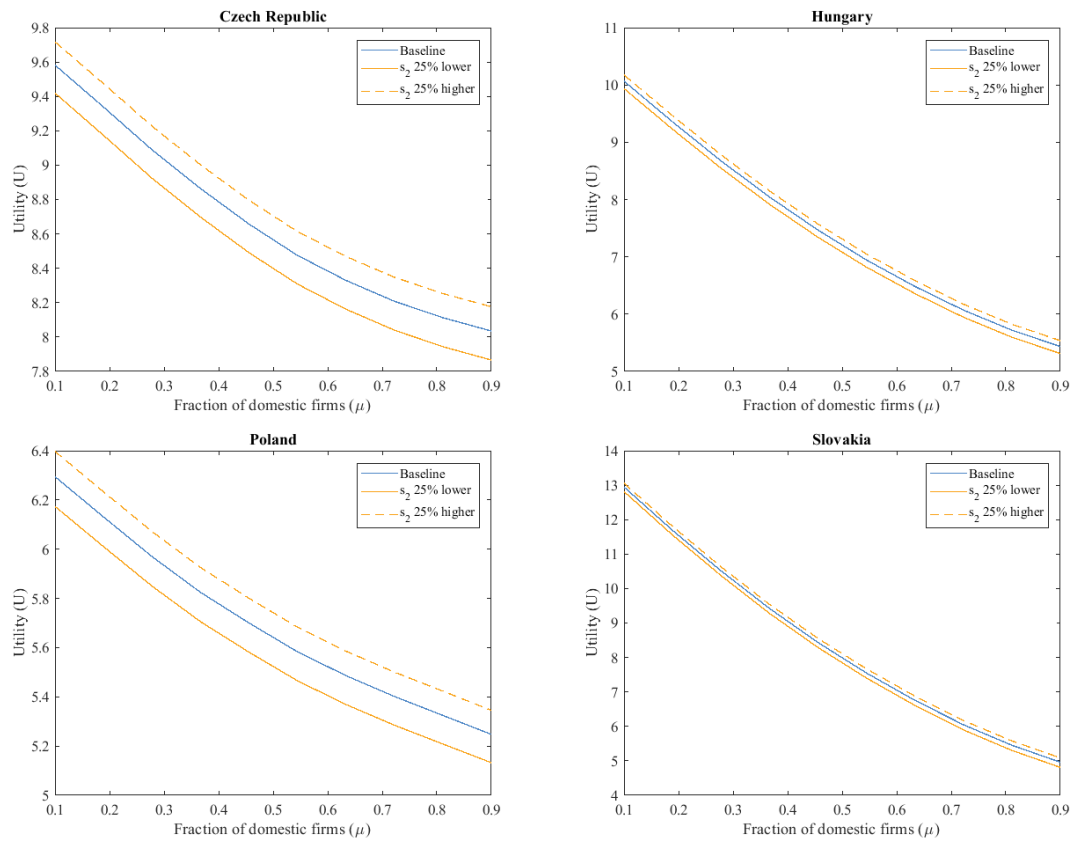 Czech Republic
9.8
9.6
9.4
9.2
9
8.8
8.6
8.4
8.2
8
7.8
Utility (U)
0.1 0.2 0.3 0.4 0.5 0.6 0.7 0.8 0.9
Fraction of domestic firms (μ)
Baseline
s₂ 25% lower
s₂ 25% higher
Hungary
11
10
9
8
7
6
5
Utility (U)
0.1 0.2 0.3 0.4 0.5 0.6 0.7 0.8 0.9
Fraction of domestic firms (μ)
Baseline
s₂ 25% lower
s₂ 25% higher
Poland
6.4
6.2
6
5.8
5.6
5.4
5.2
5
Utility (U)
0.1 0.2 0.3 0.4 0.5 0.6 0.7 0.8 0.9
Fraction of domestic firms (μ)
Baseline
s₂ 25% lower
s₂ 25% higher
Slovakia
14
13
12
11
10
9
8
7
6
5
4
Utility (U)
0.1 0.2 0.3 0.4 0.5 0.6 0.7 0.8 0.9
Fraction of domestic firms (μ)
Baseline
s₂ 25% lower
s₂ 25% higher